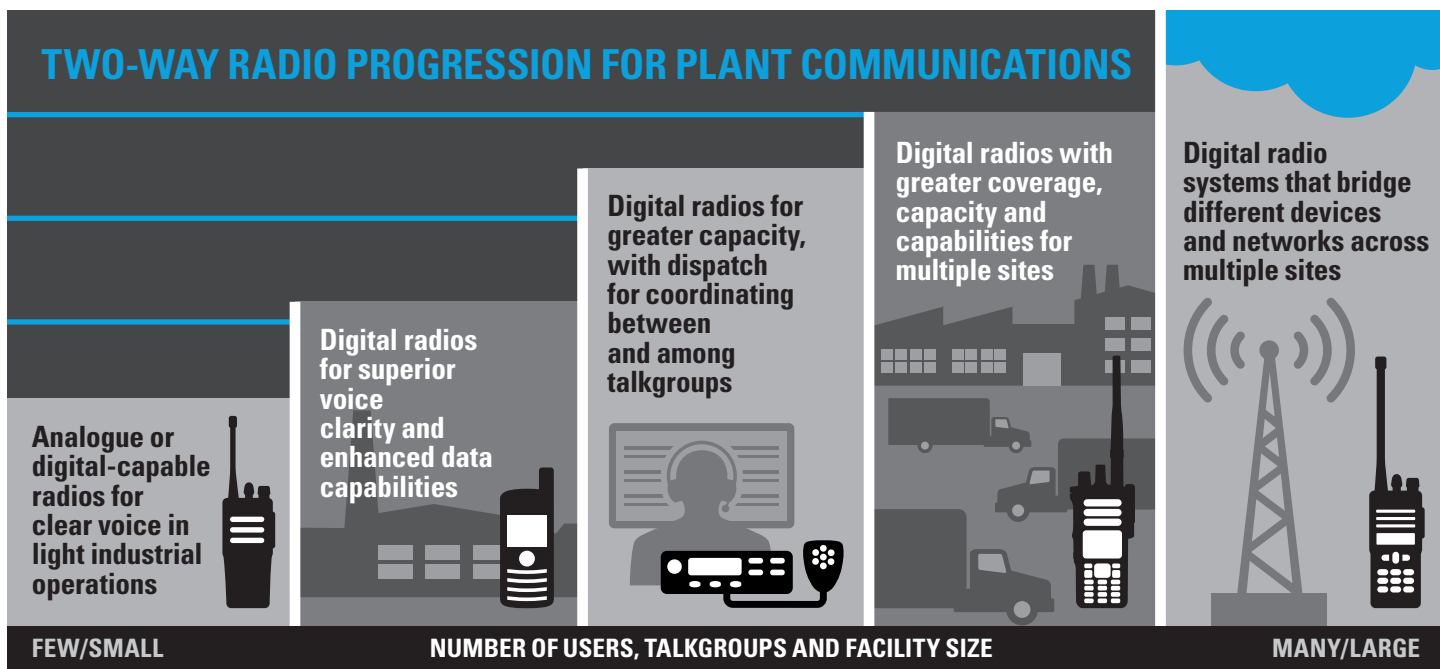 TWO-WAY RADIO PROGRESSION FOR PLANT COMMUNICATIONS
Analogue or
digital-capable
radios for
clear voice in
light industrial
operations
Digital radios
for superior
voice
clarity and
enhanced data
capabilities
Digital radios for
greater capacity,
with dispatch
for coordinating
between
and among
talkgroups
Digital radios with
greater coverage,
capacity and
capabilities for
multiple sites
Digital radio
systems that bridge
different devices
and networks across
multiple sites
FEW/SMALL
NUMBER OF USERS, TALKGROUPS AND FACILITY SIZE
MANY/LARGE